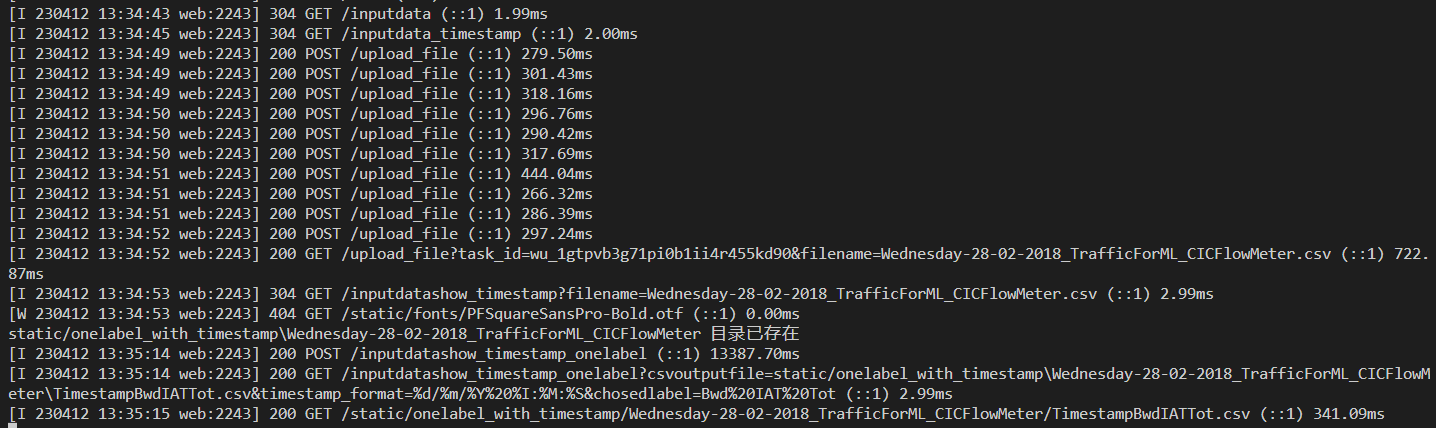 [I 230412 13:34:43 web:2243] 304 GET /inputdata (::1) 1.99ms
[I 230412 13:34:45 web:2243] 304 GET /inputdata_timestamp (::1) 2.00ms
[I 230412 13:34:49 web:2243] 200 POST /upload_file (::1) 279.50ms
[I 230412 13:34:49 web:2243] 200 POST /upload_file (::1) 301.43ms
[I 230412 13:34:49 web:2243] 200 POST /upload_file (::1) 318.16ms
[I 230412 13:34:50 web:2243] 200 POST /upload_file (::1) 296.76ms
[I 230412 13:34:50 web:2243] 200 POST /upload_file (::1) 290.42ms
[I 230412 13:34:50 web:2243] 200 POST /upload_file (::1) 317.69ms
[I 230412 13:34:51 web:2243] 200 POST /upload_file (::1) 444.04ms
[I 230412 13:34:51 web:2243] 200 POST /upload_file (::1) 266.32ms
[I 230412 13:34:51 web:2243] 200 POST /upload_file (::1) 286.39ms
[I 230412 13:34:52 web:2243] 200 POST /upload_file (::1) 297.24ms
[I 230412 13:34:52 web:2243] 200 GET /upload_file?task_id=wu_1gtpvb3g71pi0b1ii4r455kd90&filename=Wednesday-28-02-2018_TrafficForML_CICFlowMeter.csv (::1) 722.
87ms
[I 230412 13:34:53 web:2243] 304 GET /inputdatashow_timestamp?filename=Wednesday-28-02-2018_TrafficForML_CICFlowMeter.csv (::1) 2.99ms
[W 230412 13:34:53 web:2243] 404 GET /static/fonts/PFSquareSansPro-Bold.otf (::1) 0.00ms
static/onelabel_with_timestamp\Wednesday-28-02-2018_TrafficForML_CICFlowMeter 目录已存在
[I 230412 13:35:14 web:2243] 200 POST /inputdatashow_timestamp_onelabel (::1) 13387.70ms
[I 230412 13:35:14 web:2243] 200 GET /inputdatashow_timestamp_onelabel?csvoutputfile=static/onelabel_with_timestamp\Wednesday-28-02-2018_TrafficForML_CICFlowM
eter\TimestampBwdIATTot.csv&timestamp_format=%d/%m/%Y%20%I:%M:%S&chosedlabel=Bwd%20IAT%20Tot (::1) 2.99ms
[I 230412 13:35:15 web:2243] 200 GET /static/onelabel_with_timestamp/Wednesday-28-02-2018_TrafficForML_CICFlowMeter/TimestampBwdIATTot.csv (::1) 341.09ms